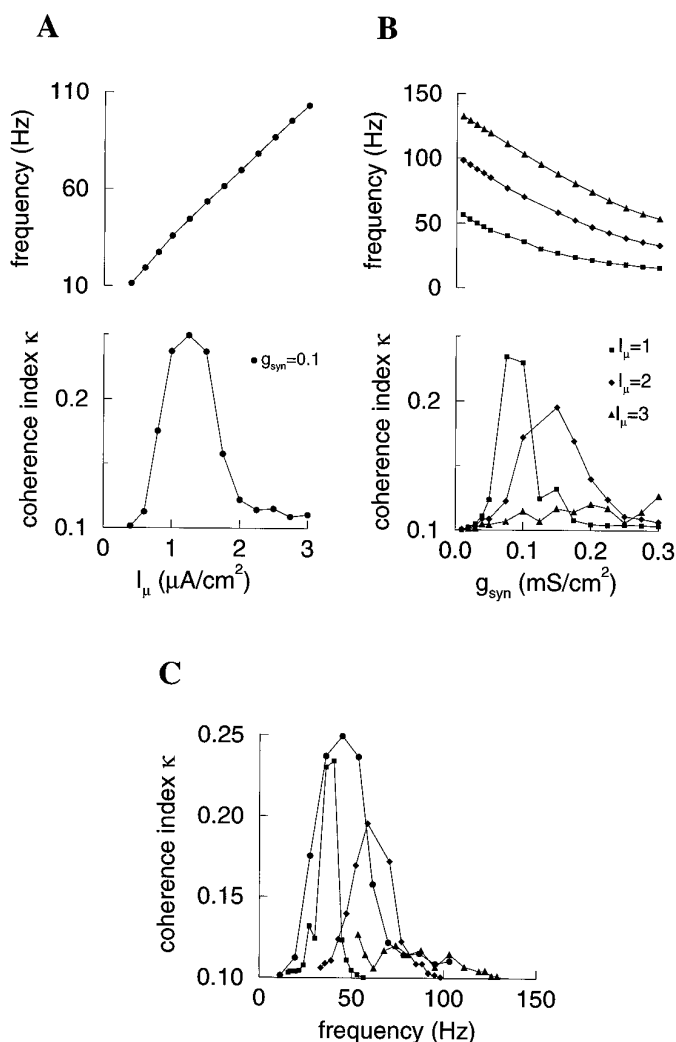 A
110
60
10
frequency (Hz)
0.2
0.1
coherence index κ
g_syn=0.1
0
1
2
3
I_μ (μA/cm²)
B
150
100
50
0
frequency (Hz)
I_μ=1
I_μ=2
I_μ=3
0.2
0.1
coherence index κ
0.0
0.1
0.2
0.3
g_syn (mS/cm²)
C
0.25
0.20
0.15
0.10
coherence index κ
0
50
100
150
frequency (Hz)